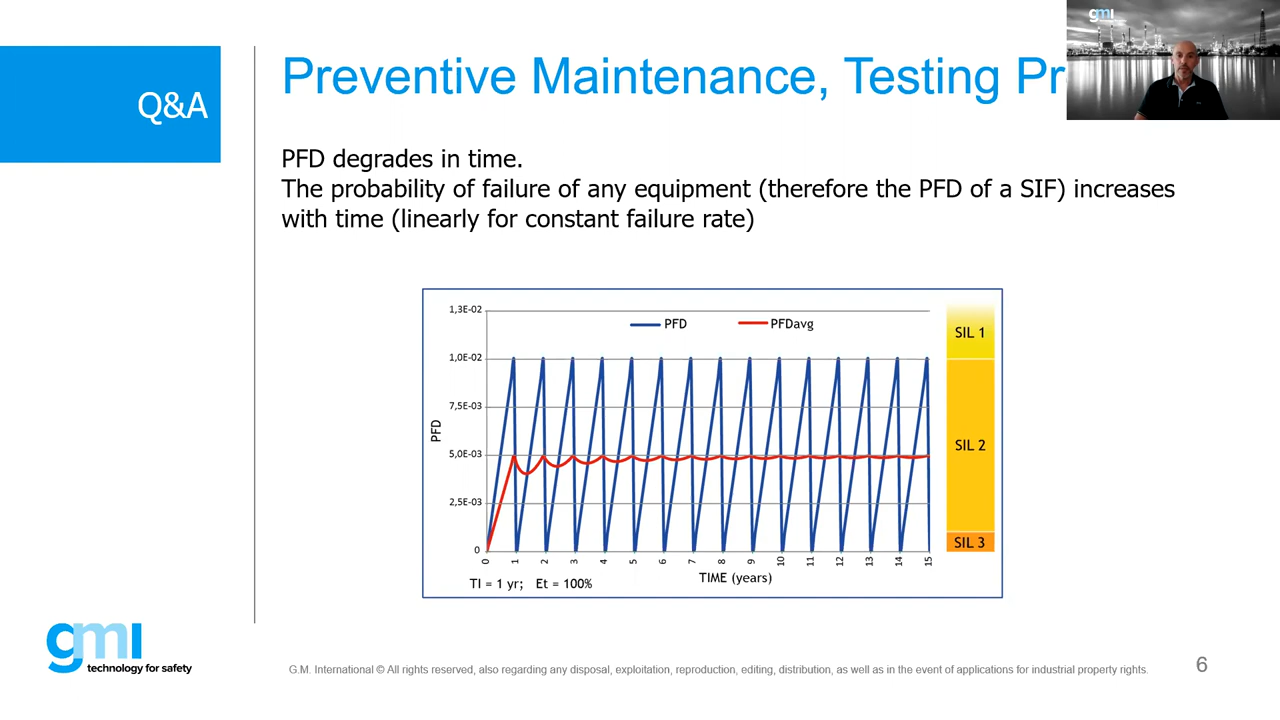 Q&A
Preventive Maintenance, Testing Pr
gmi
PFD degrades in time.
The probability of failure of any equipment (therefore the PFD of a SIF) increases
with time (linearly for constant failure rate)
PFD
PFDavg
1,3E-02
1,0E-02
7,5E-03
5,0E-03
2,5E-03
0
PFD
0 1 2 3 4 5 6 7 8 9 10 11 12 13 14 15
TIME (years)
TI = 1 yr; Et = 100%
SIL 1
SIL 2
SIL 3
gmi
technology for safety
G.M. International © All rights reserved, also regarding any disposal, exploitation, reproduction, editing, distribution, as well as in the event of applications for industrial property rights.
6